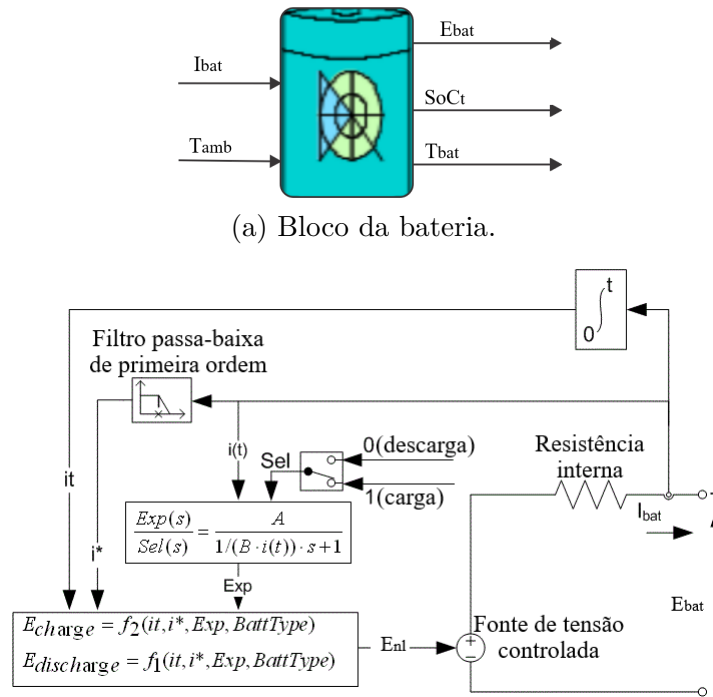 Ebat
Ibat
SoCt
Tamb
Tbat
(a) Bloco da bateria.
t
∫
0
Filtro passa-baixa
de primeira ordem
i(t)
Sel
0(descarga)
1(carga)
Resistência
interna
it
i*
Exp(s)/Sel(s) = A/(1/(B·i(t))·s+1)
Ibat
Exp
Ebat
Echarge = f2(it,i*,Exp,BattType)
Edischarge = f1(it,i*,Exp,BattType)
Enl
Fonte de tensão
controlada
+
−